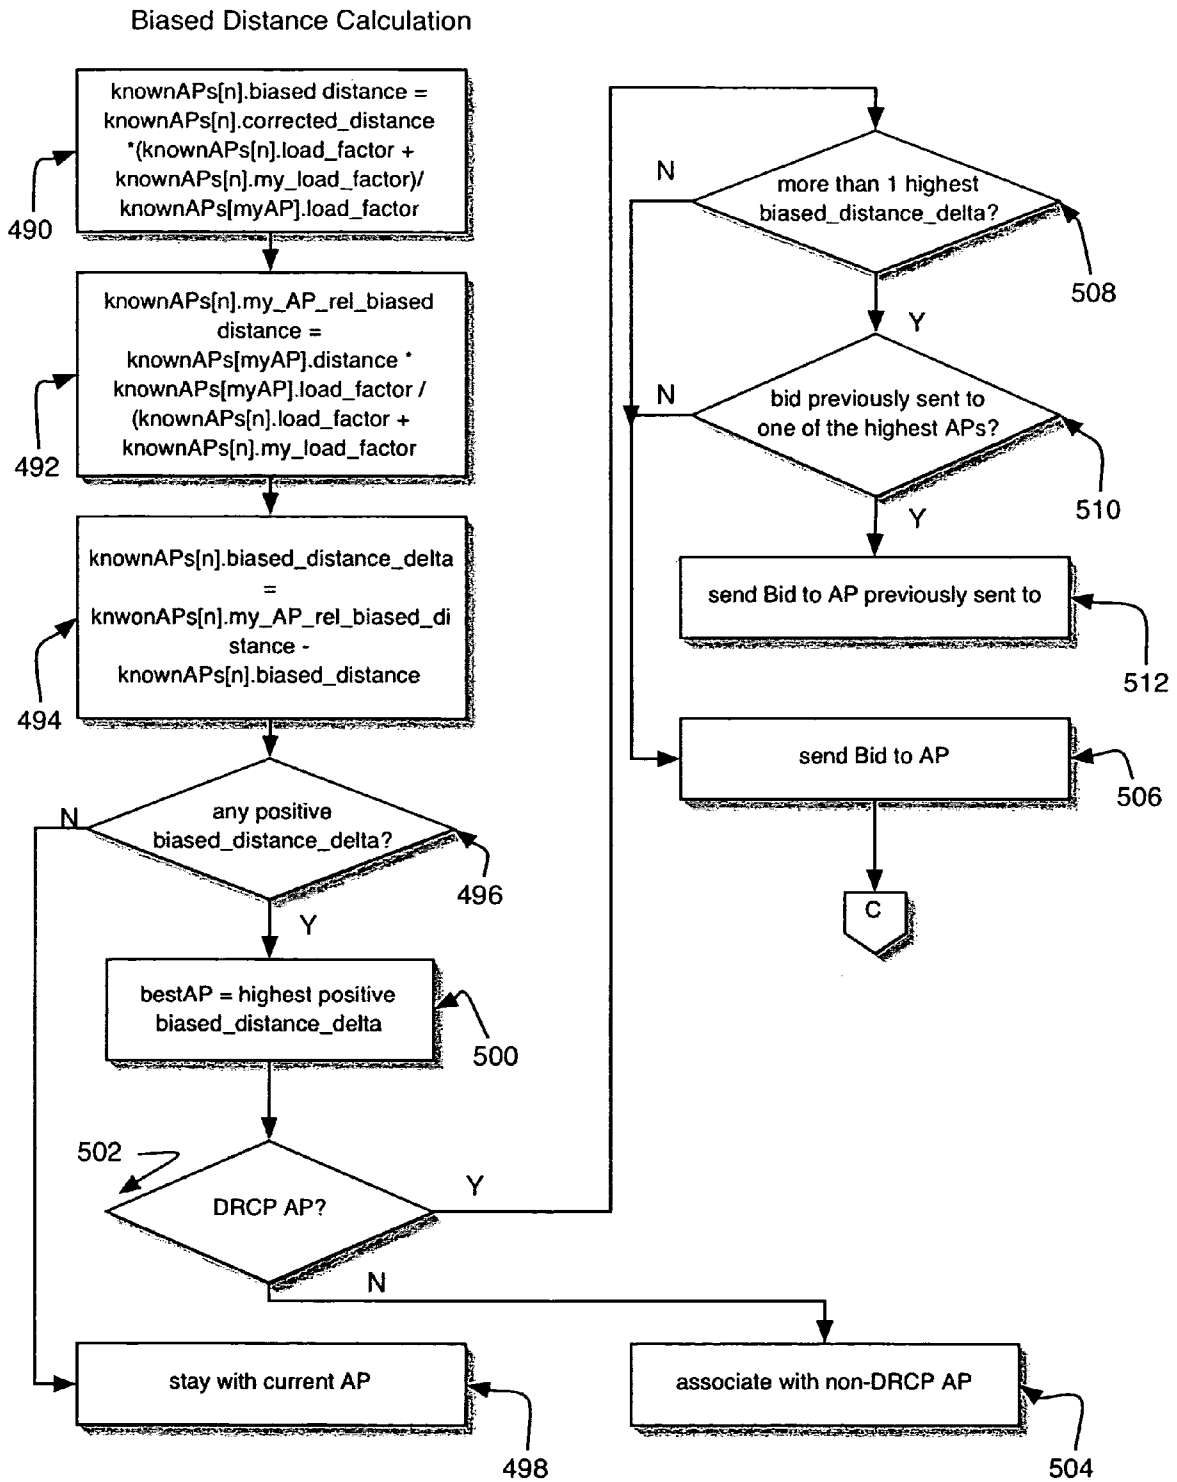 Biased Distance Calculation
knownAPs[n].biased distance =
knownAPs[n].corrected_distance
*(knownAPs[n].load_factor +
knownAPs[n].my_load_factor)/
knownAPs[myAP].load_factor
490
knownAPs[n].my_AP_rel_biased
distance =
knownAPs[myAP].distance *
knownAPs[myAP].load_factor /
(knownAPs[n].load_factor +
knownAPs[n].my_load_factor
492
knownAPs[n].biased_distance_delta
=
knwonAPs[n].my_AP_rel_biased_di
stance -
knownAPs[n].biased_distance
494
N
any positive
biased_distance_delta?
496
Y
bestAP = highest positive
biased_distance_delta
500
502
DRCP AP?
Y
N
stay with current AP
498
associate with non-DRCP AP
504
N
more than 1 highest
biased_distance_delta?
508
Y
N
bid previously sent to
one of the highest APs?
510
Y
send Bid to AP previously sent to
512
send Bid to AP
506
C